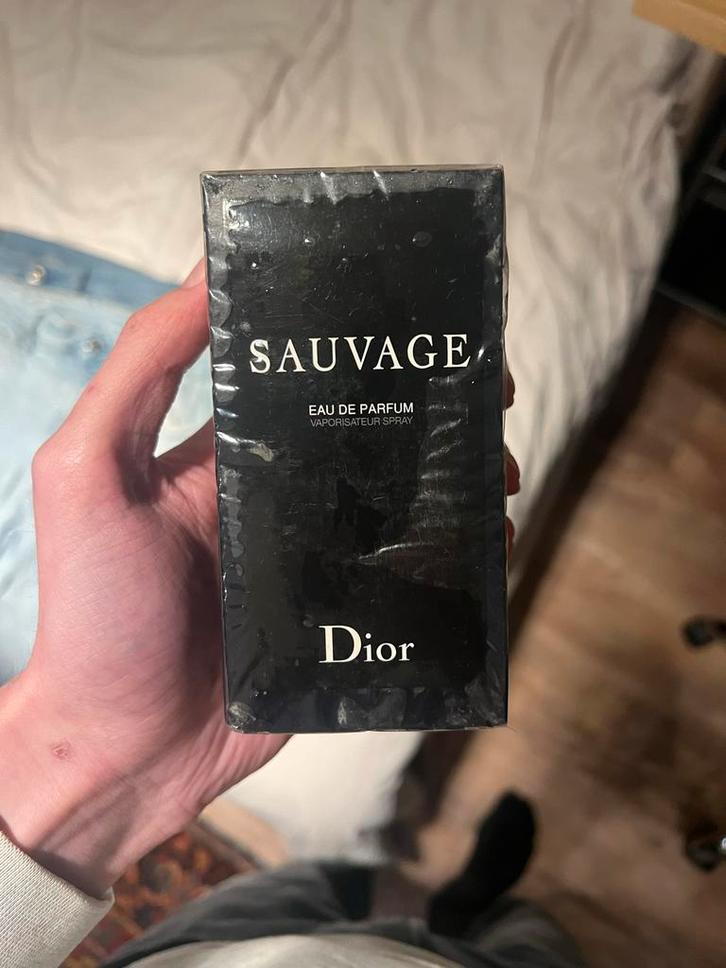 SAUVAGE
EAU DE PARFUM
VAPORISATEUR SPRAY
Dior